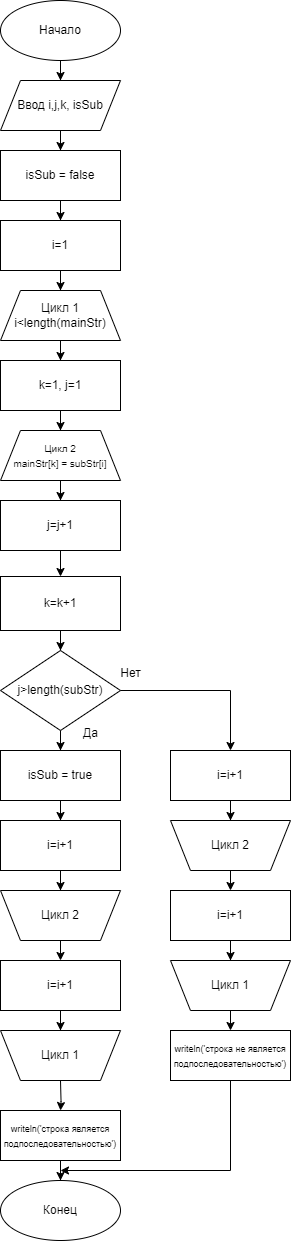 Начало
Ввод i,j,k, isSub
isSub = false
i=1
Цикл 1
i<length(mainStr)
k=1, j=1
Цикл 2
mainStr[k] = subStr[i]
j=j+1
k=k+1
j>length(subStr)
Нет
Да
isSub = true
i=i+1
i=i+1
Цикл 2
Цикл 2
i=i+1
i=i+1
Цикл 1
Цикл 1
writeln('строка не является
подпоследовательностью')
writeln('строка является
подпоследовательностью')
Конец